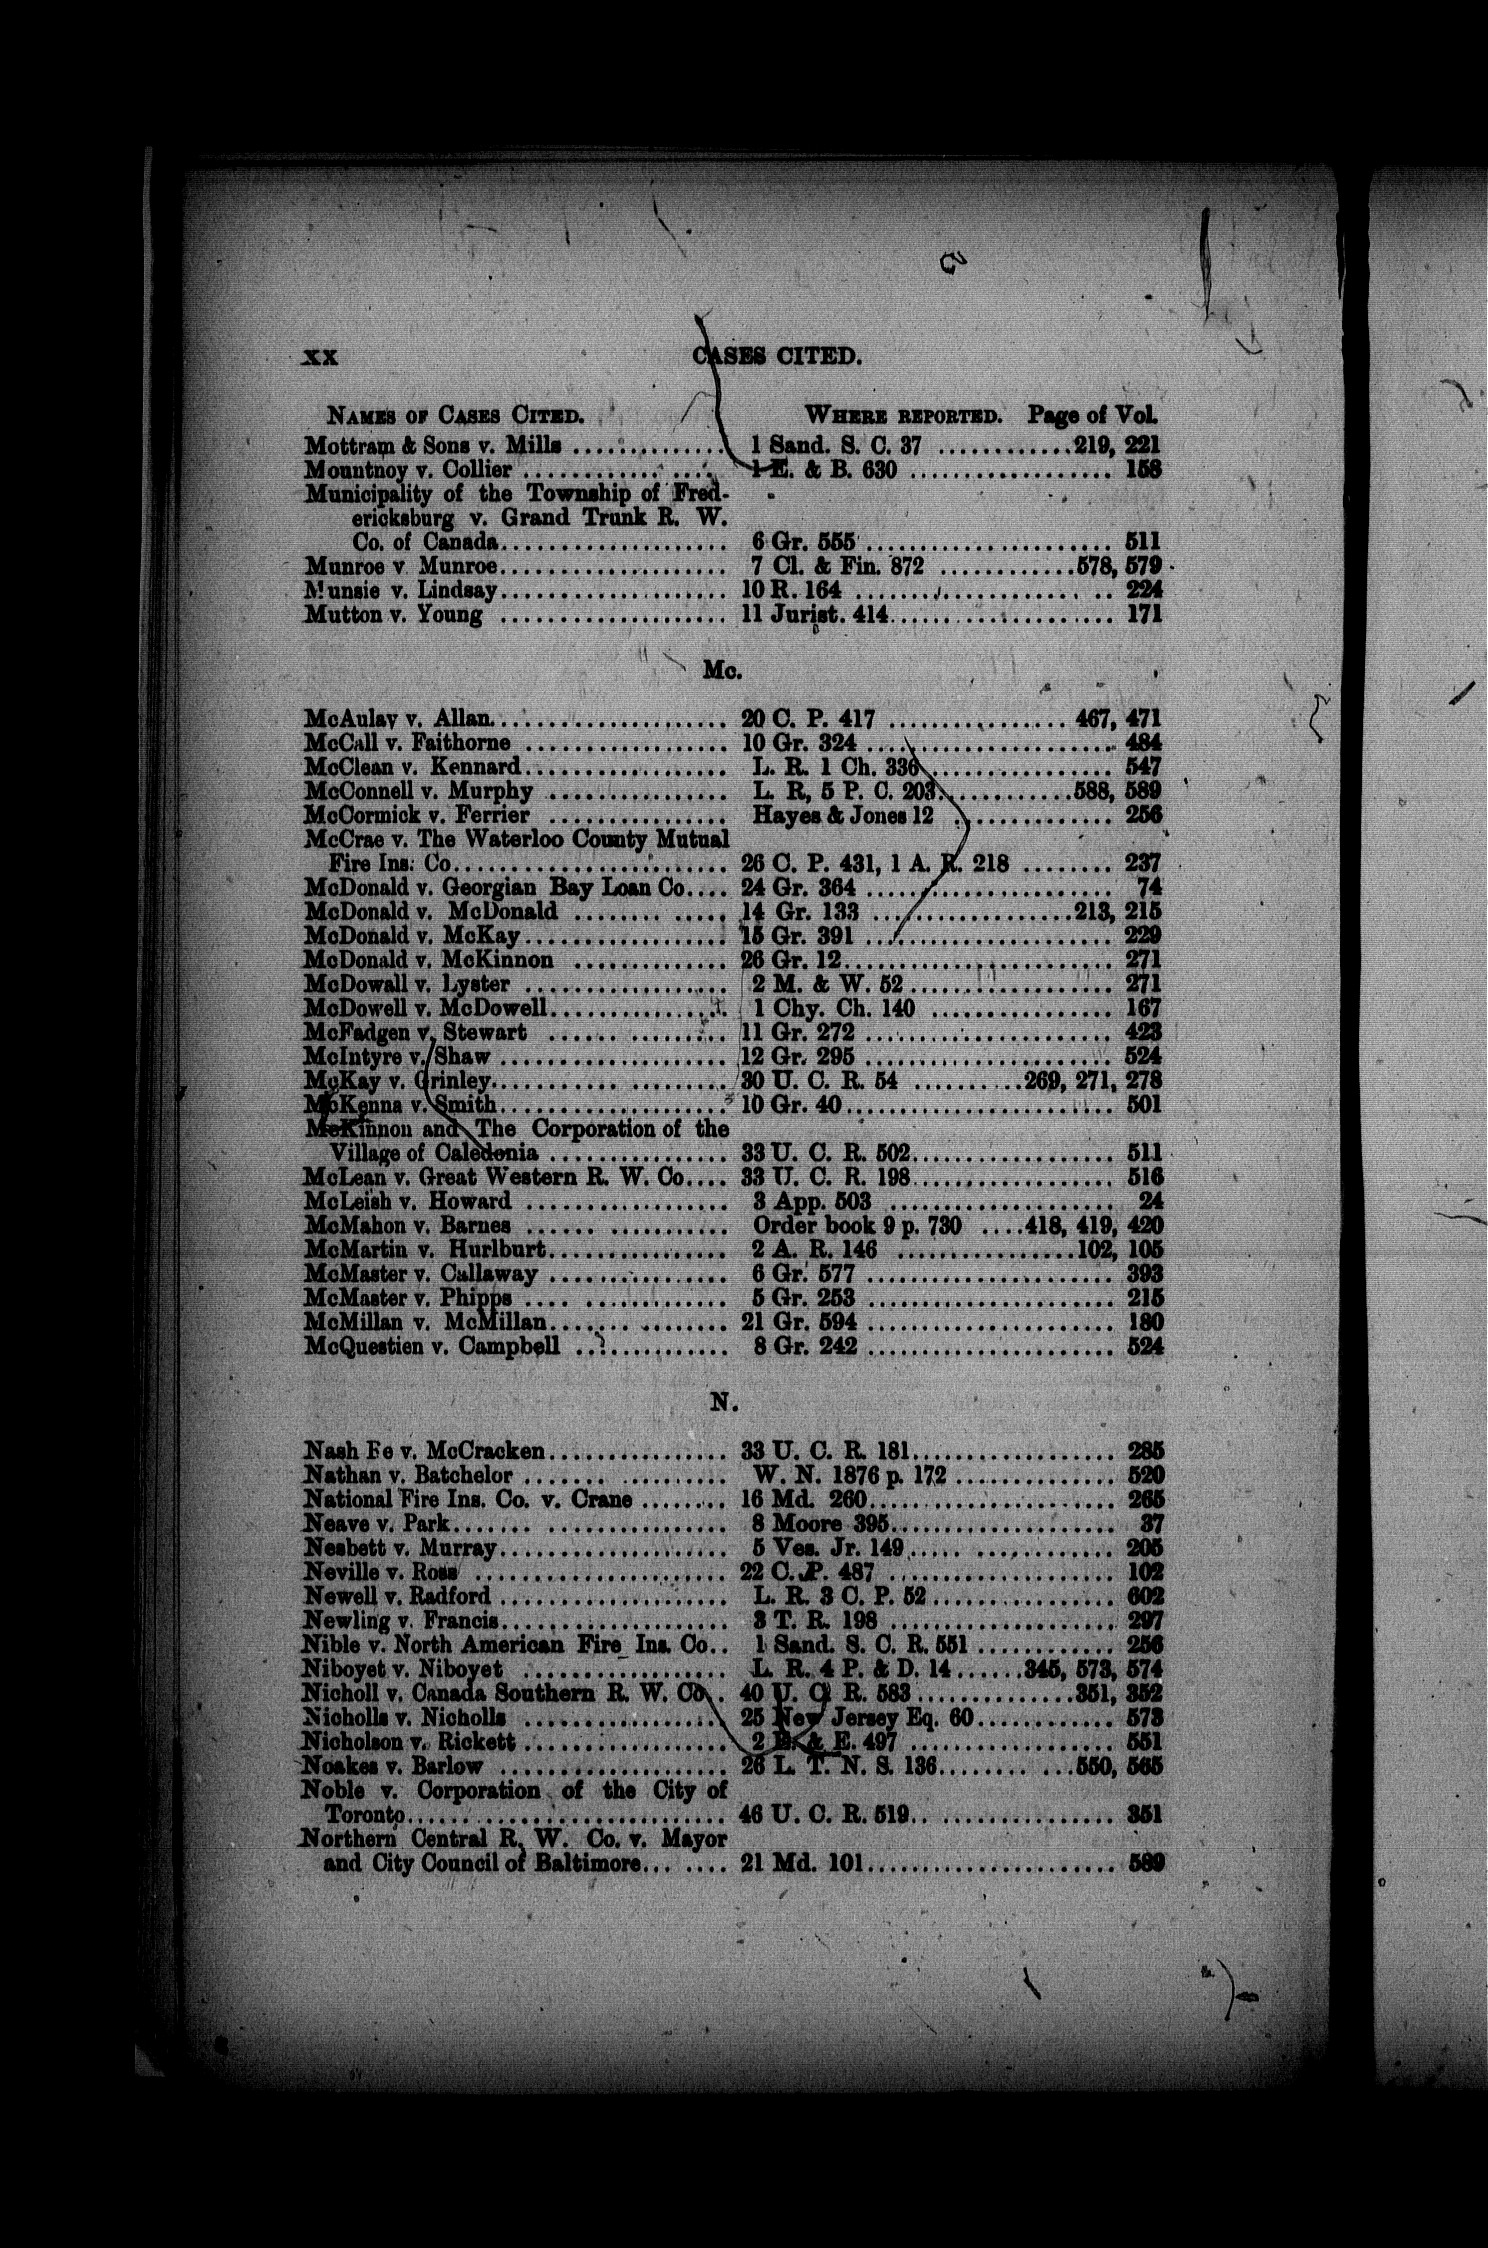 xx CASES CITED.
NAMES OF CASES CITED. WHERE REPORTED. Page of Vol.
Mottram & Sons v. Mills .............. 1 Sand. S. C. 37 ............219, 221
Mountnoy v. Collier ................. 1 E. & B. 630 ................. 158
Municipality of the Township of Fred-
ericksburg v. Grand Trunk R. W.
Co. of Canada................... 6 Gr. 555 ...................... 511
Munroe v. Munroe................... 7 Cl. & Fin. 872 ............578, 579
Munsie v. Lindsay................... 10 R. 164 ...................... 224
Mutton v. Young ................... 11 Jurist. 414................... 171
Mc.
McAulay v. Allan.................... 20 C. P. 417 ................ 467, 471
McCall v. Faithorne ................. 10 Gr. 324 ...................... 484
McClean v. Kennard................. L. R. 1 Ch. 336................. 547
McConnell v. Murphy ............... L. R, 5 P. C. 203............588, 589
McCormick v. Ferrier ............... Hayes & Jones 12 .............. 256
McCrae v. The Waterloo County Mutual
Fire Ins. Co....................... 26 C. P. 431, 1 A. R. 218 ........ 237
McDonald v. Georgian Bay Loan Co.... 24 Gr. 364 ..................... 74
McDonald v. McDonald ............. 14 Gr. 133 .................213, 215
McDonald v. McKay................. 15 Gr. 391 ..................... 229
McDonald v. McKinnon ............. 26 Gr. 12....................... 271
McDowall v. Lyster ................. 2 M. & W. 52 ................. 271
McDowell v. McDowell............... 1 Chy. Ch. 140 ................ 167
McFadgen v. Stewart ............... 11 Gr. 272 ..................... 423
McIntyre v. Shaw ................... 12 Gr. 295 ..................... 524
McKay v. Grinley.................... 30 U. C. R. 54 ..........269, 271, 278
McKenna v. Smith................... 10 Gr. 40....................... 501
McKinnon and The Corporation of the
Village of Caledonia ............... 33 U. C. R. 502................. 511
McLean v. Great Western R. W. Co.... 33 U. C. R. 198................. 516
McLeish v. Howard ................. 3 App. 503 ................... 24
McMahon v. Barnes ................. Order book 9 p. 730 ....418, 419, 420
McMartin v. Hurlburt............... 2 A. R. 146 ................102, 105
McMaster v. Callaway ............... 6 Gr. 577 ..................... 393
McMaster v. Phipps ................. 5 Gr. 253 ..................... 215
McMillan v. McMillan............... 21 Gr. 594 ..................... 180
McQuestien v. Campbell ............. 8 Gr. 242 ..................... 524
N.
Nash Re v. McCracken............... 33 U. C. R. 181................. 285
Nathan v. Batchelor ................. W. N. 1876 p. 172 .............. 520
National Fire Ins. Co. v. Crane ........ 16 Md. 260..................... 265
Neave v. Park....................... 8 Moore 395................... 37
Nesbett v. Murray................... 5 Ves. Jr. 149.................. 205
Neville v. Ross ..................... 22 C. P. 487 ................... 102
Newell v. Radford ................... L. R. 3 C. P. 52................ 602
Newling v. Francis................... 3 T. R. 198 ................... 297
Nible v. North American Fire Ins. Co.. 1 Sand. S. C. R. 551 ............ 256
Niboyet v. Niboyet ................. L. R. 4 P. & D. 14......345, 573, 574
Nicholl v. Canada Southern R. W. Co.. 40 U. C. R. 583 .............351, 352
Nicholls v. Nicholls ................. 25 New Jersey Eq. 60............ 573
Nicholson v. Rickett ................. 2 E. & E. 497 ................. 551
Noakes v. Barlow ................... 26 L. T. N. S. 136...........550, 565
Noble v. Corporation of the City of
Toronto........................... 46 U. C. R. 519................. 351
Northern Central R. W. Co. v. Mayor
and City Council of Baltimore....... 21 Md. 101..................... 589